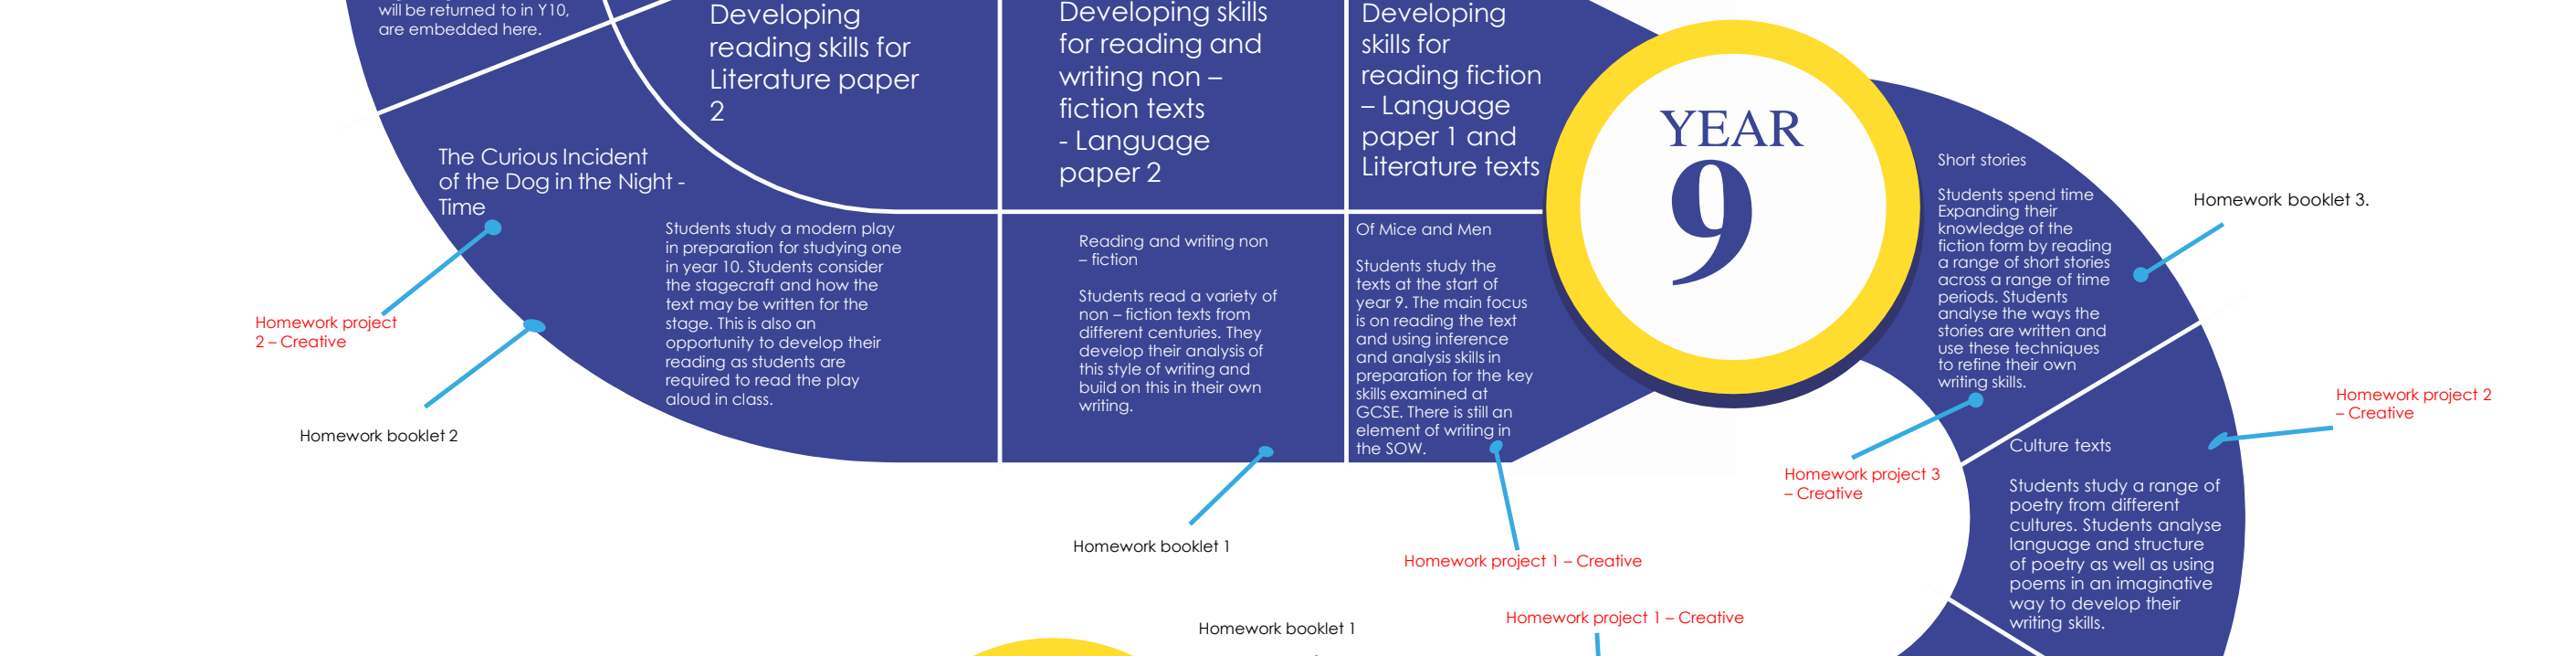 will be returned to in Y10,
are embedded here.
Developing
reading skills for
Literature paper
2
Developing skills
for reading and
writing non –
fiction texts
- Language
paper 2
Developing
skills for
reading fiction
– Language
paper 1 and
Literature texts
YEAR
9
The Curious Incident
of the Dog in the Night -
Time
Students study a modern play
in preparation for studying one
in year 10. Students consider
the stagecraft and how the
text may be written for the
stage. This is also an
opportunity to develop their
reading as students are
required to read the play
aloud in class.
Reading and writing non
– fiction
Students read a variety of
non – fiction texts from
different centuries. They
develop their analysis of
this style of writing and
build on this in their own
writing.
Of Mice and Men
Students study the
texts at the start of
year 9. The main focus
is on reading the text
and using inference
and analysis skills in
preparation for the key
skills examined at
GCSE. There is still an
element of writing in
the SOW.
Short stories
Students spend time
Expanding their
knowledge of the
fiction form by reading
a range of short stories
across a range of time
periods. Students
analyse the ways the
stories are written and
use these techniques
to refine their own
writing skills.
Homework booklet 3.
Homework project
2 – Creative
Homework booklet 2
Homework project 2
– Creative
Culture texts
Students study a range of
poetry from different
cultures. Students analyse
language and structure
of poetry as well as using
poems in an imaginative
way to develop their
writing skills.
Homework project 3
– Creative
Homework booklet 1
Homework project 1 – Creative
Homework project 1 – Creative
Homework booklet 1